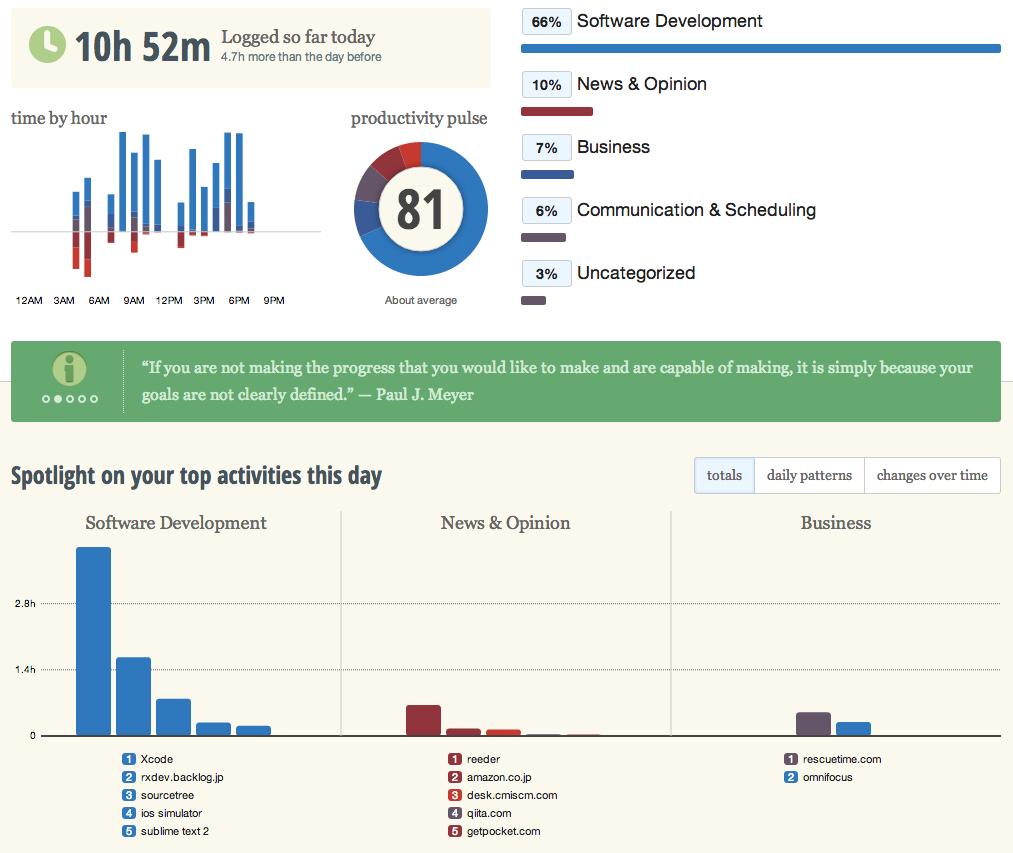 10h 52m
Logged so far today
4.7h more than the day before
time by hour
12AM 3AM 6AM 9AM 12PM 3PM 6PM 9PM
productivity pulse
81
About average
66% Software Development
10% News & Opinion
7% Business
6% Communication & Scheduling
3% Uncategorized
“If you are not making the progress that you would like to make and are capable of making, it is simply because your
goals are not clearly defined.” — Paul J. Meyer
Spotlight on your top activities this day
totals daily patterns changes over time
Software Development
2.8h
1.4h
0
1 Xcode
2 rxdev.backlog.jp
3 sourcetree
4 ios simulator
5 sublime text 2
News & Opinion
1 reeder
2 amazon.co.jp
3 desk.cmiscm.com
4 qiita.com
5 getpocket.com
Business
1 rescuetime.com
2 omnifocus